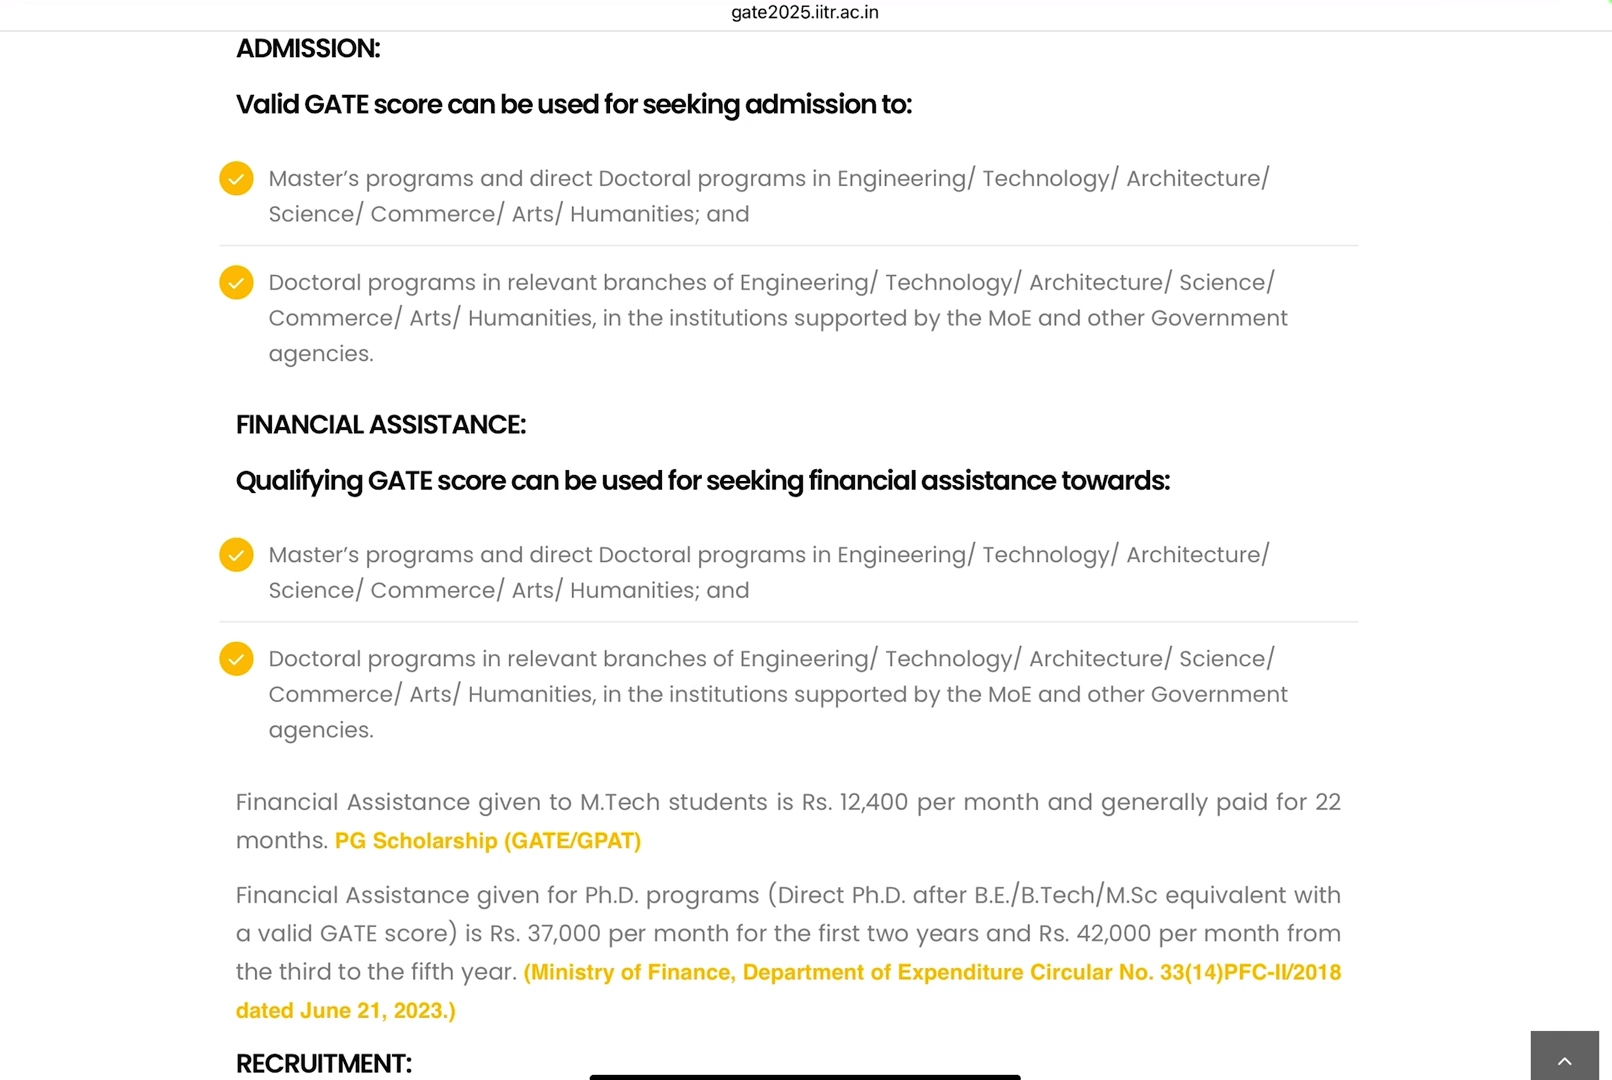 gate2025.iitr.ac.in
ADMISSION:
Valid GATE score can be used for seeking admission to:
Master’s programs and direct Doctoral programs in Engineering/ Technology/ Architecture/
Science/ Commerce/ Arts/ Humanities; and
Doctoral programs in relevant branches of Engineering/ Technology/ Architecture/ Science/
Commerce/ Arts/ Humanities, in the institutions supported by the MoE and other Government
agencies.
FINANCIAL ASSISTANCE:
Qualifying GATE score can be used for seeking financial assistance towards:
Master’s programs and direct Doctoral programs in Engineering/ Technology/ Architecture/
Science/ Commerce/ Arts/ Humanities; and
Doctoral programs in relevant branches of Engineering/ Technology/ Architecture/ Science/
Commerce/ Arts/ Humanities, in the institutions supported by the MoE and other Government
agencies.
Financial Assistance given to M.Tech students is Rs. 12,400 per month and generally paid for 22
months. PG Scholarship (GATE/GPAT)
Financial Assistance given for Ph.D. programs (Direct Ph.D. after B.E./B.Tech/M.Sc equivalent with
a valid GATE score) is Rs. 37,000 per month for the first two years and Rs. 42,000 per month from
the third to the fifth year. (Ministry of Finance, Department of Expenditure Circular No. 33(14)PFC-II/2018
dated June 21, 2023.)
RECRUITMENT: